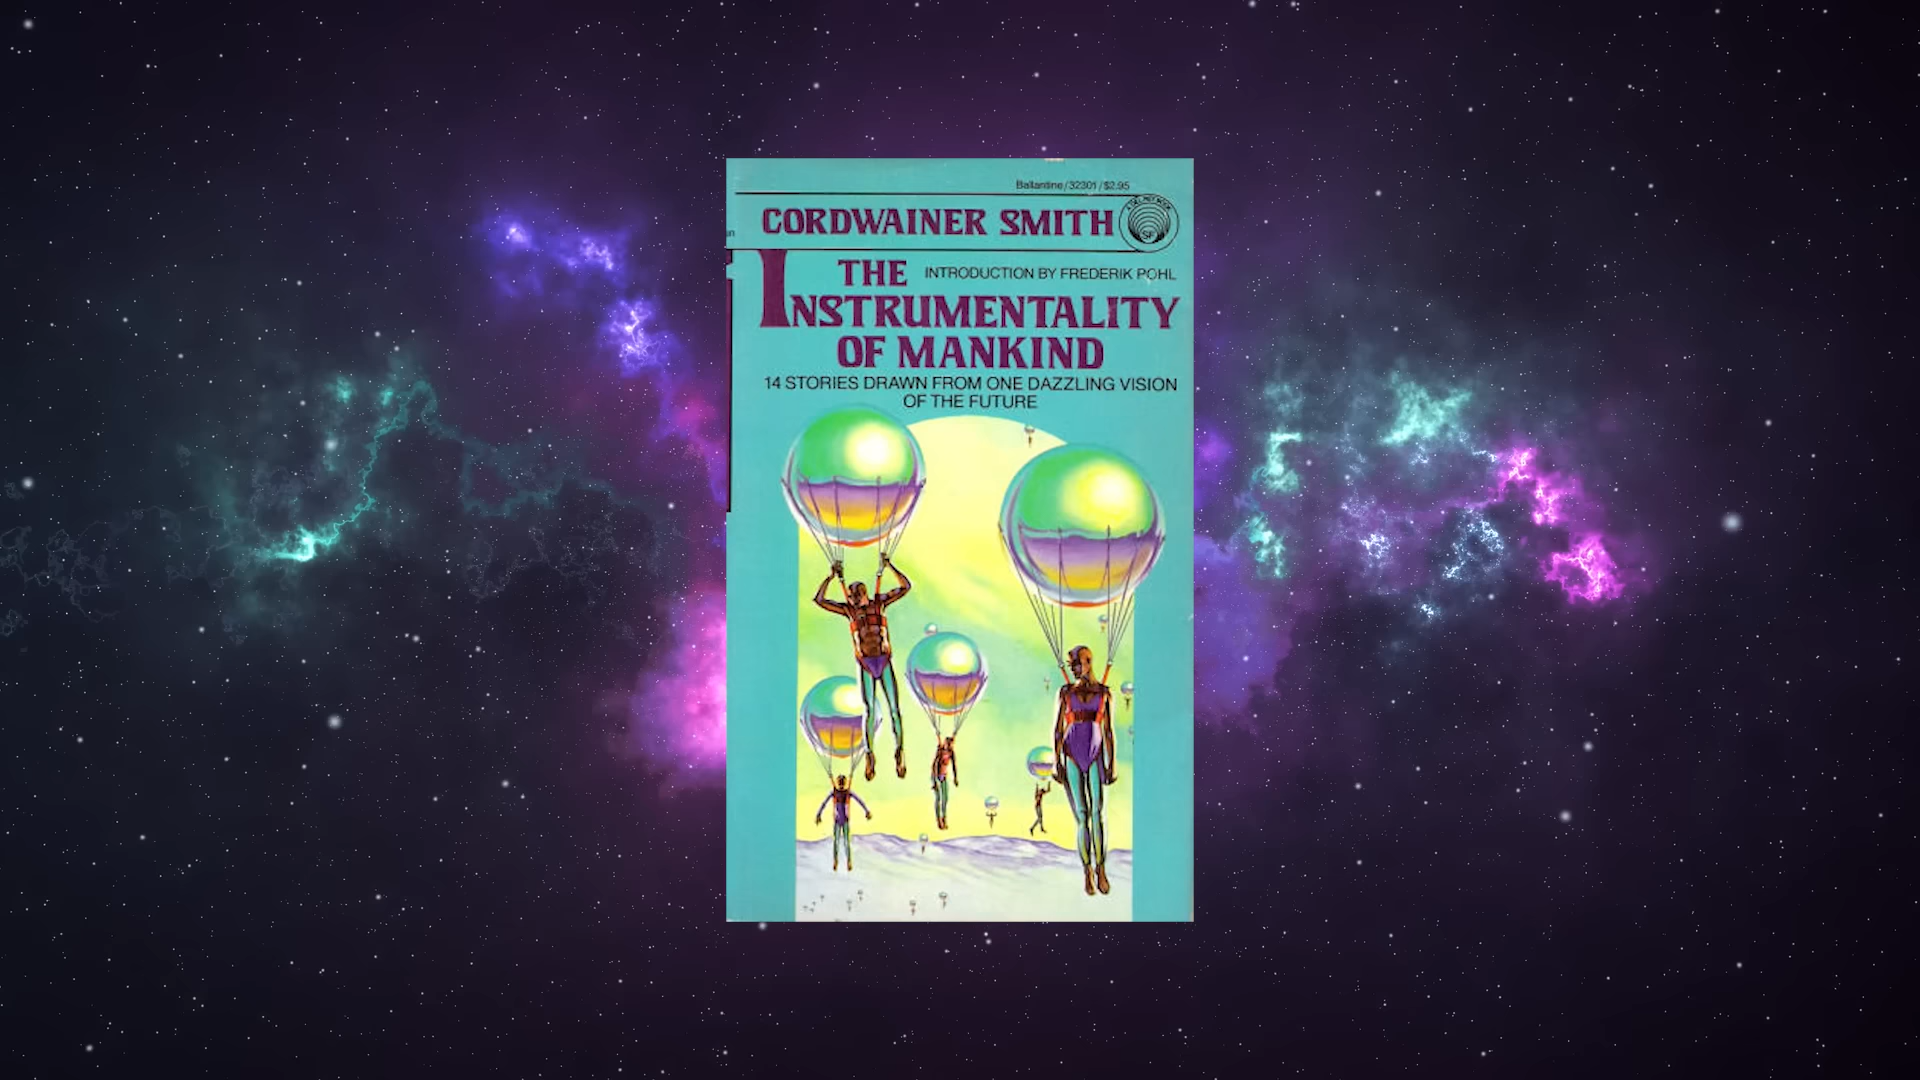 Ballantine/32301/$2.95
CORDWAINER SMITH
SF
THE
INTRODUCTION BY FREDERIK POHL
INSTRUMENTALITY
OF MANKIND
14 STORIES DRAWN FROM ONE DAZZLING VISION
OF THE FUTURE